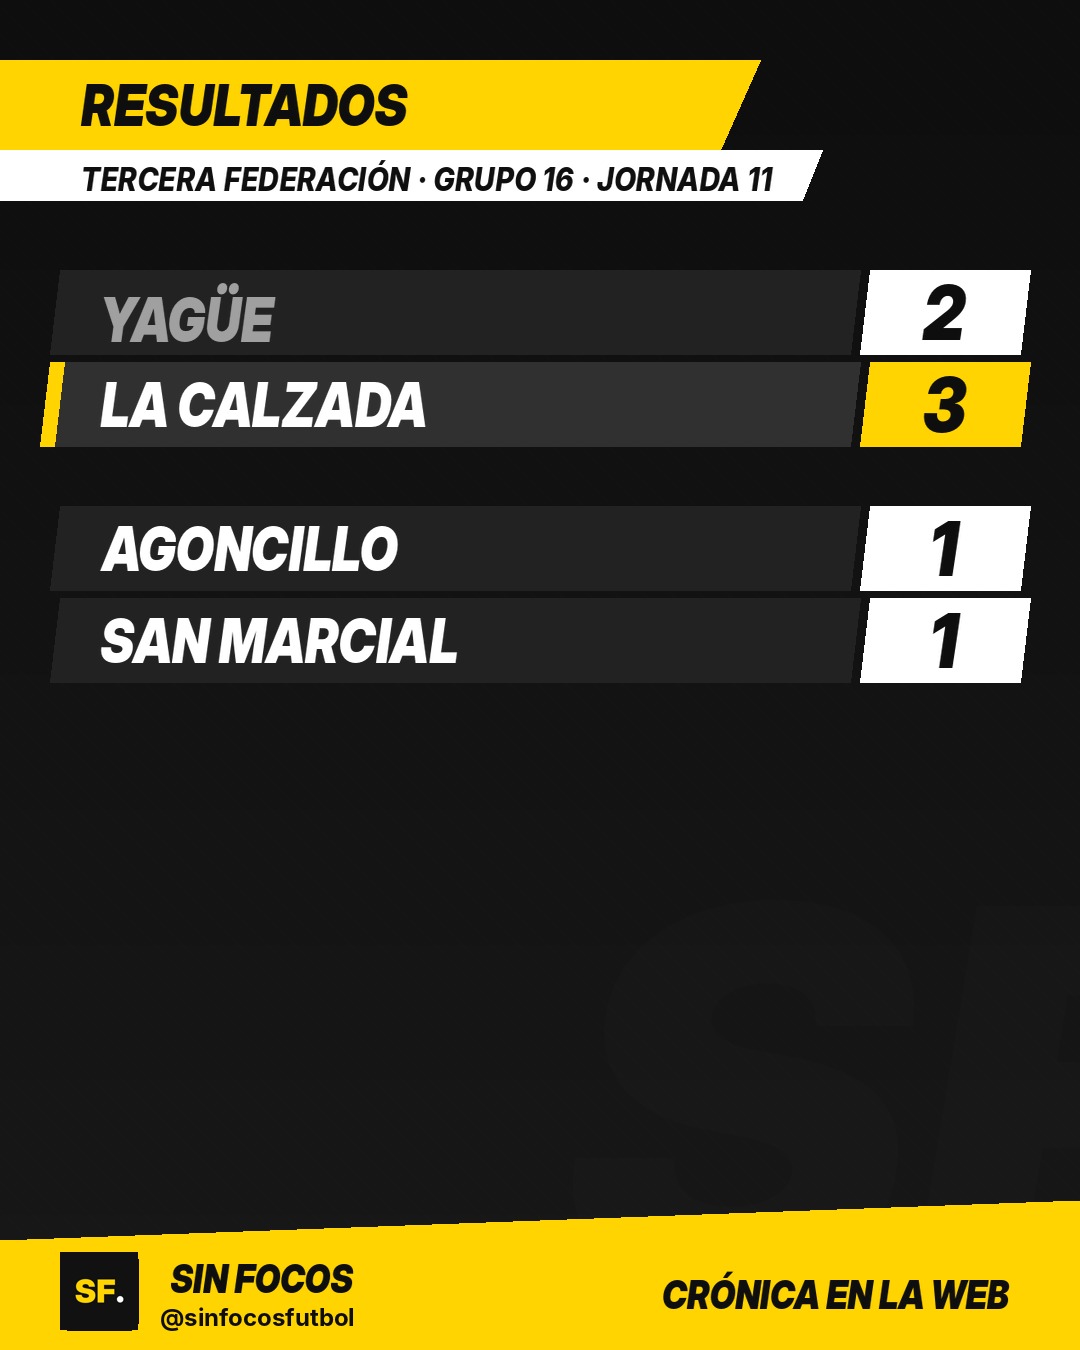 RESULTADOS
TERCERA FEDERACIÓN · GRUPO 16 · JORNADA 11
YAGÜE 2
LA CALZADA 3
AGONCILLO 1
SAN MARCIAL 1
SF
SF.
SIN FOCOS
@sinfocosfutbol
CRÓNICA EN LA WEB